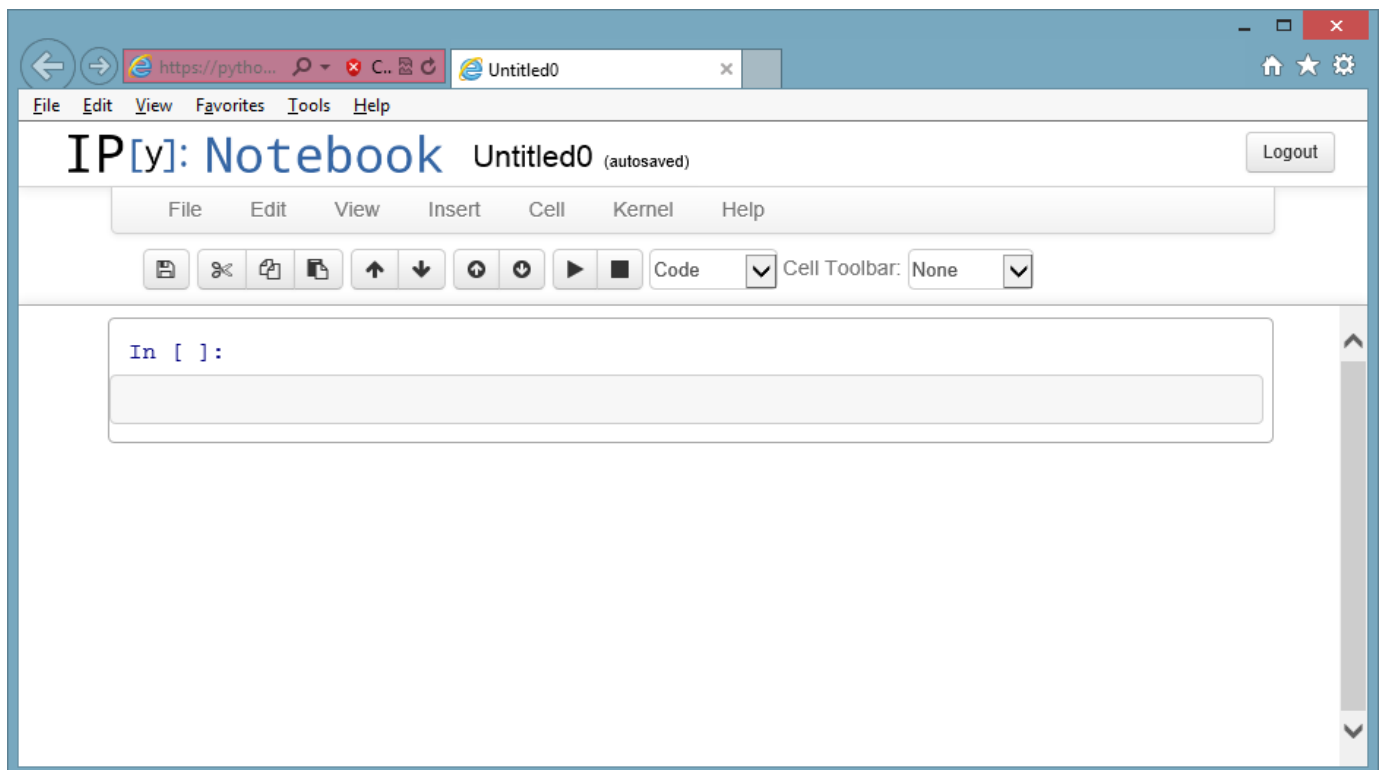 https://pytho... C.. Untitled0
File Edit View Favorites Tools Help
IP[y]: Notebook Untitled0 (autosaved) Logout
File Edit View Insert Cell Kernel Help
Code Cell Toolbar: None
In [ ]: